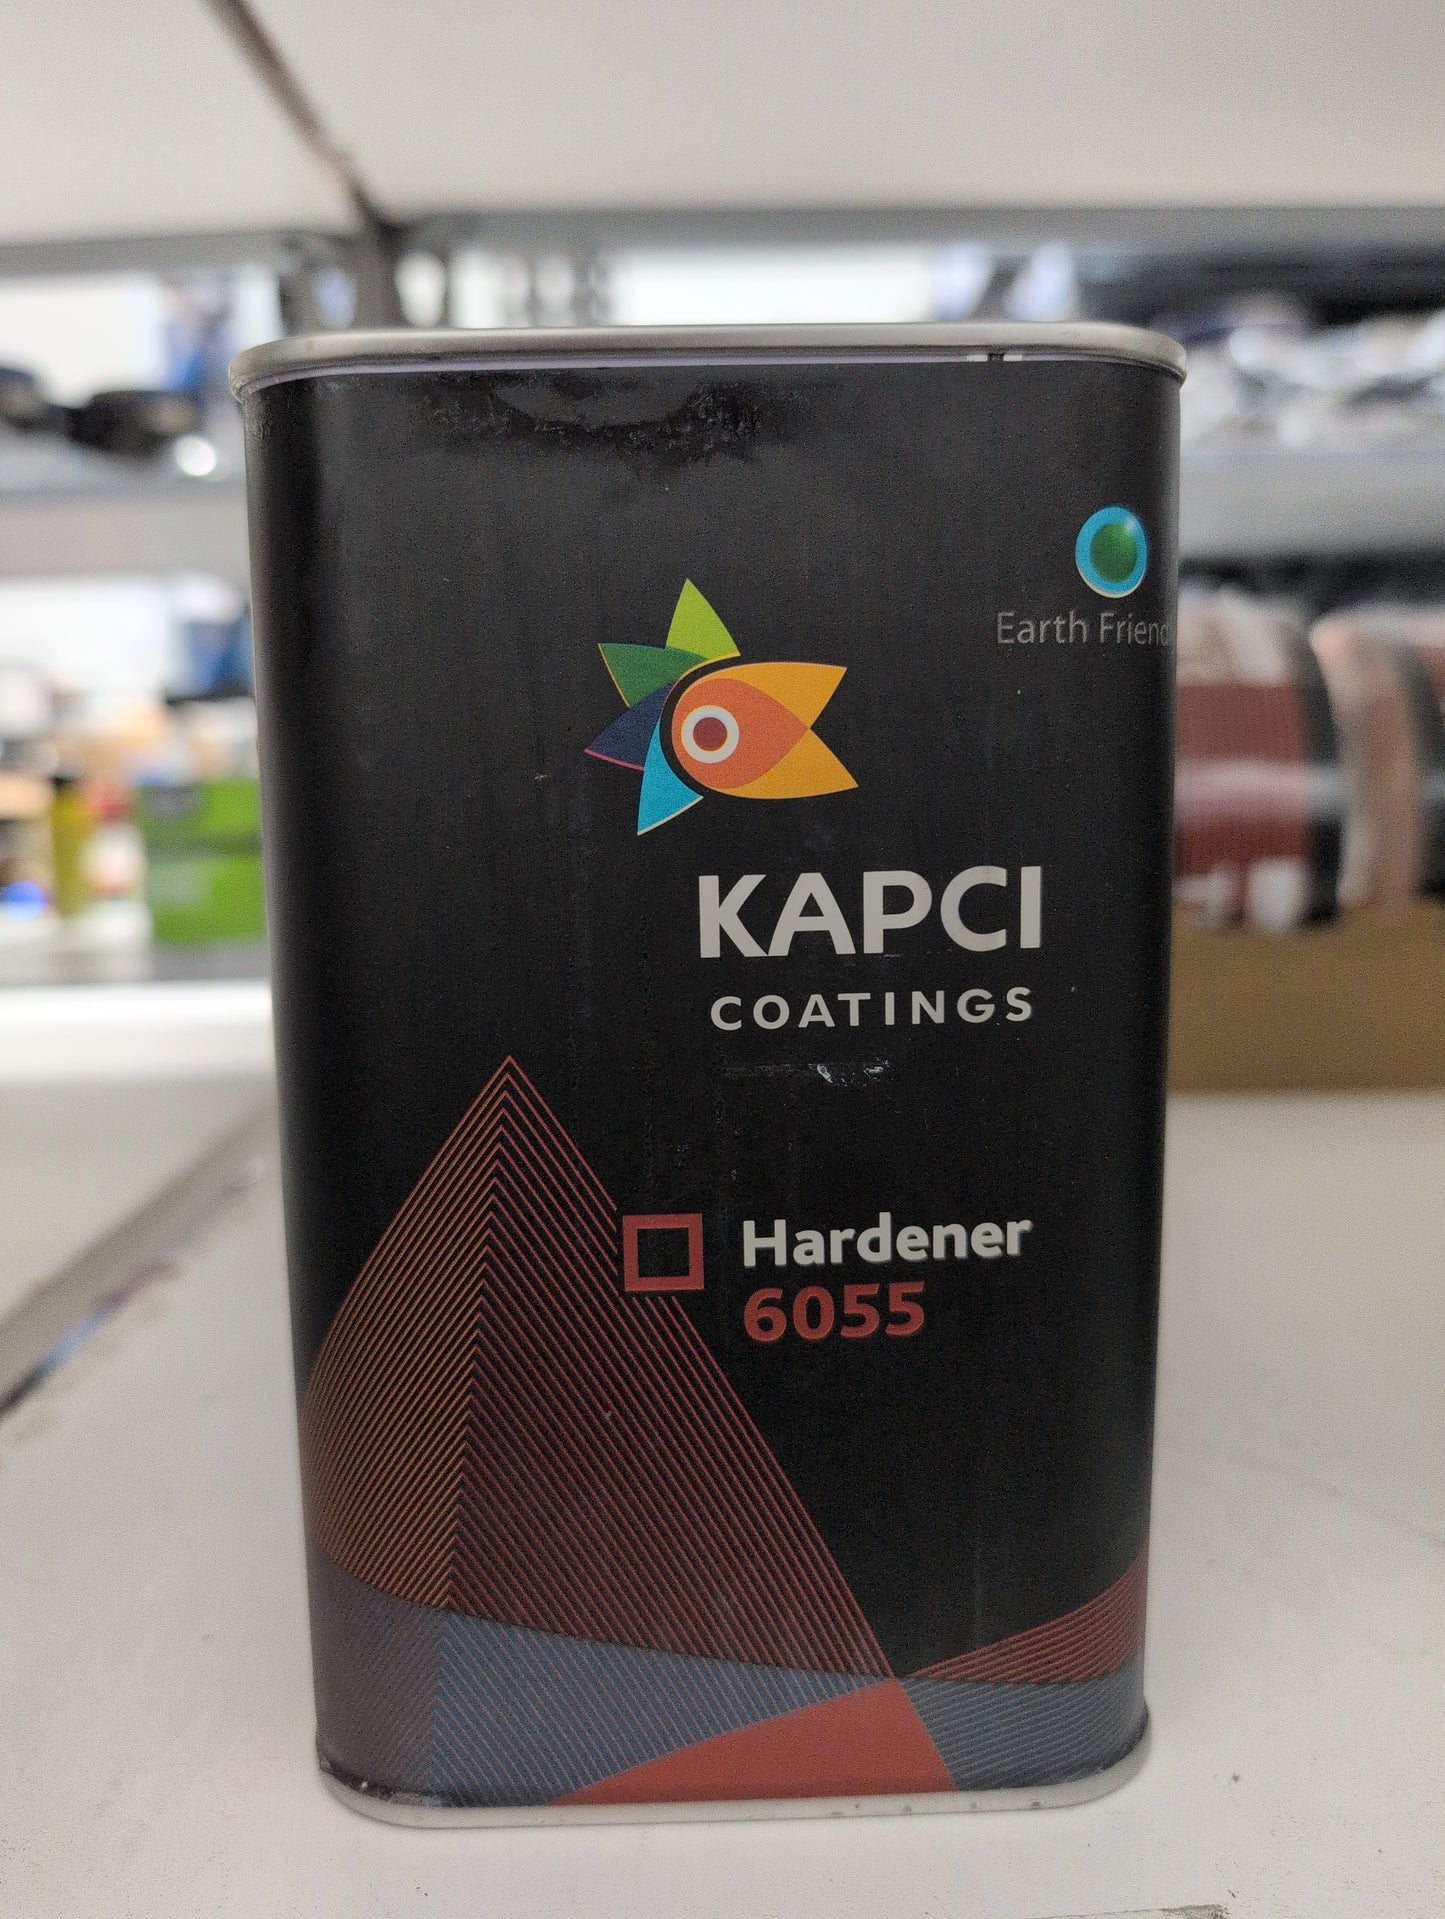 Earth Friend
KAPCI
COATINGS
Hardener
6055